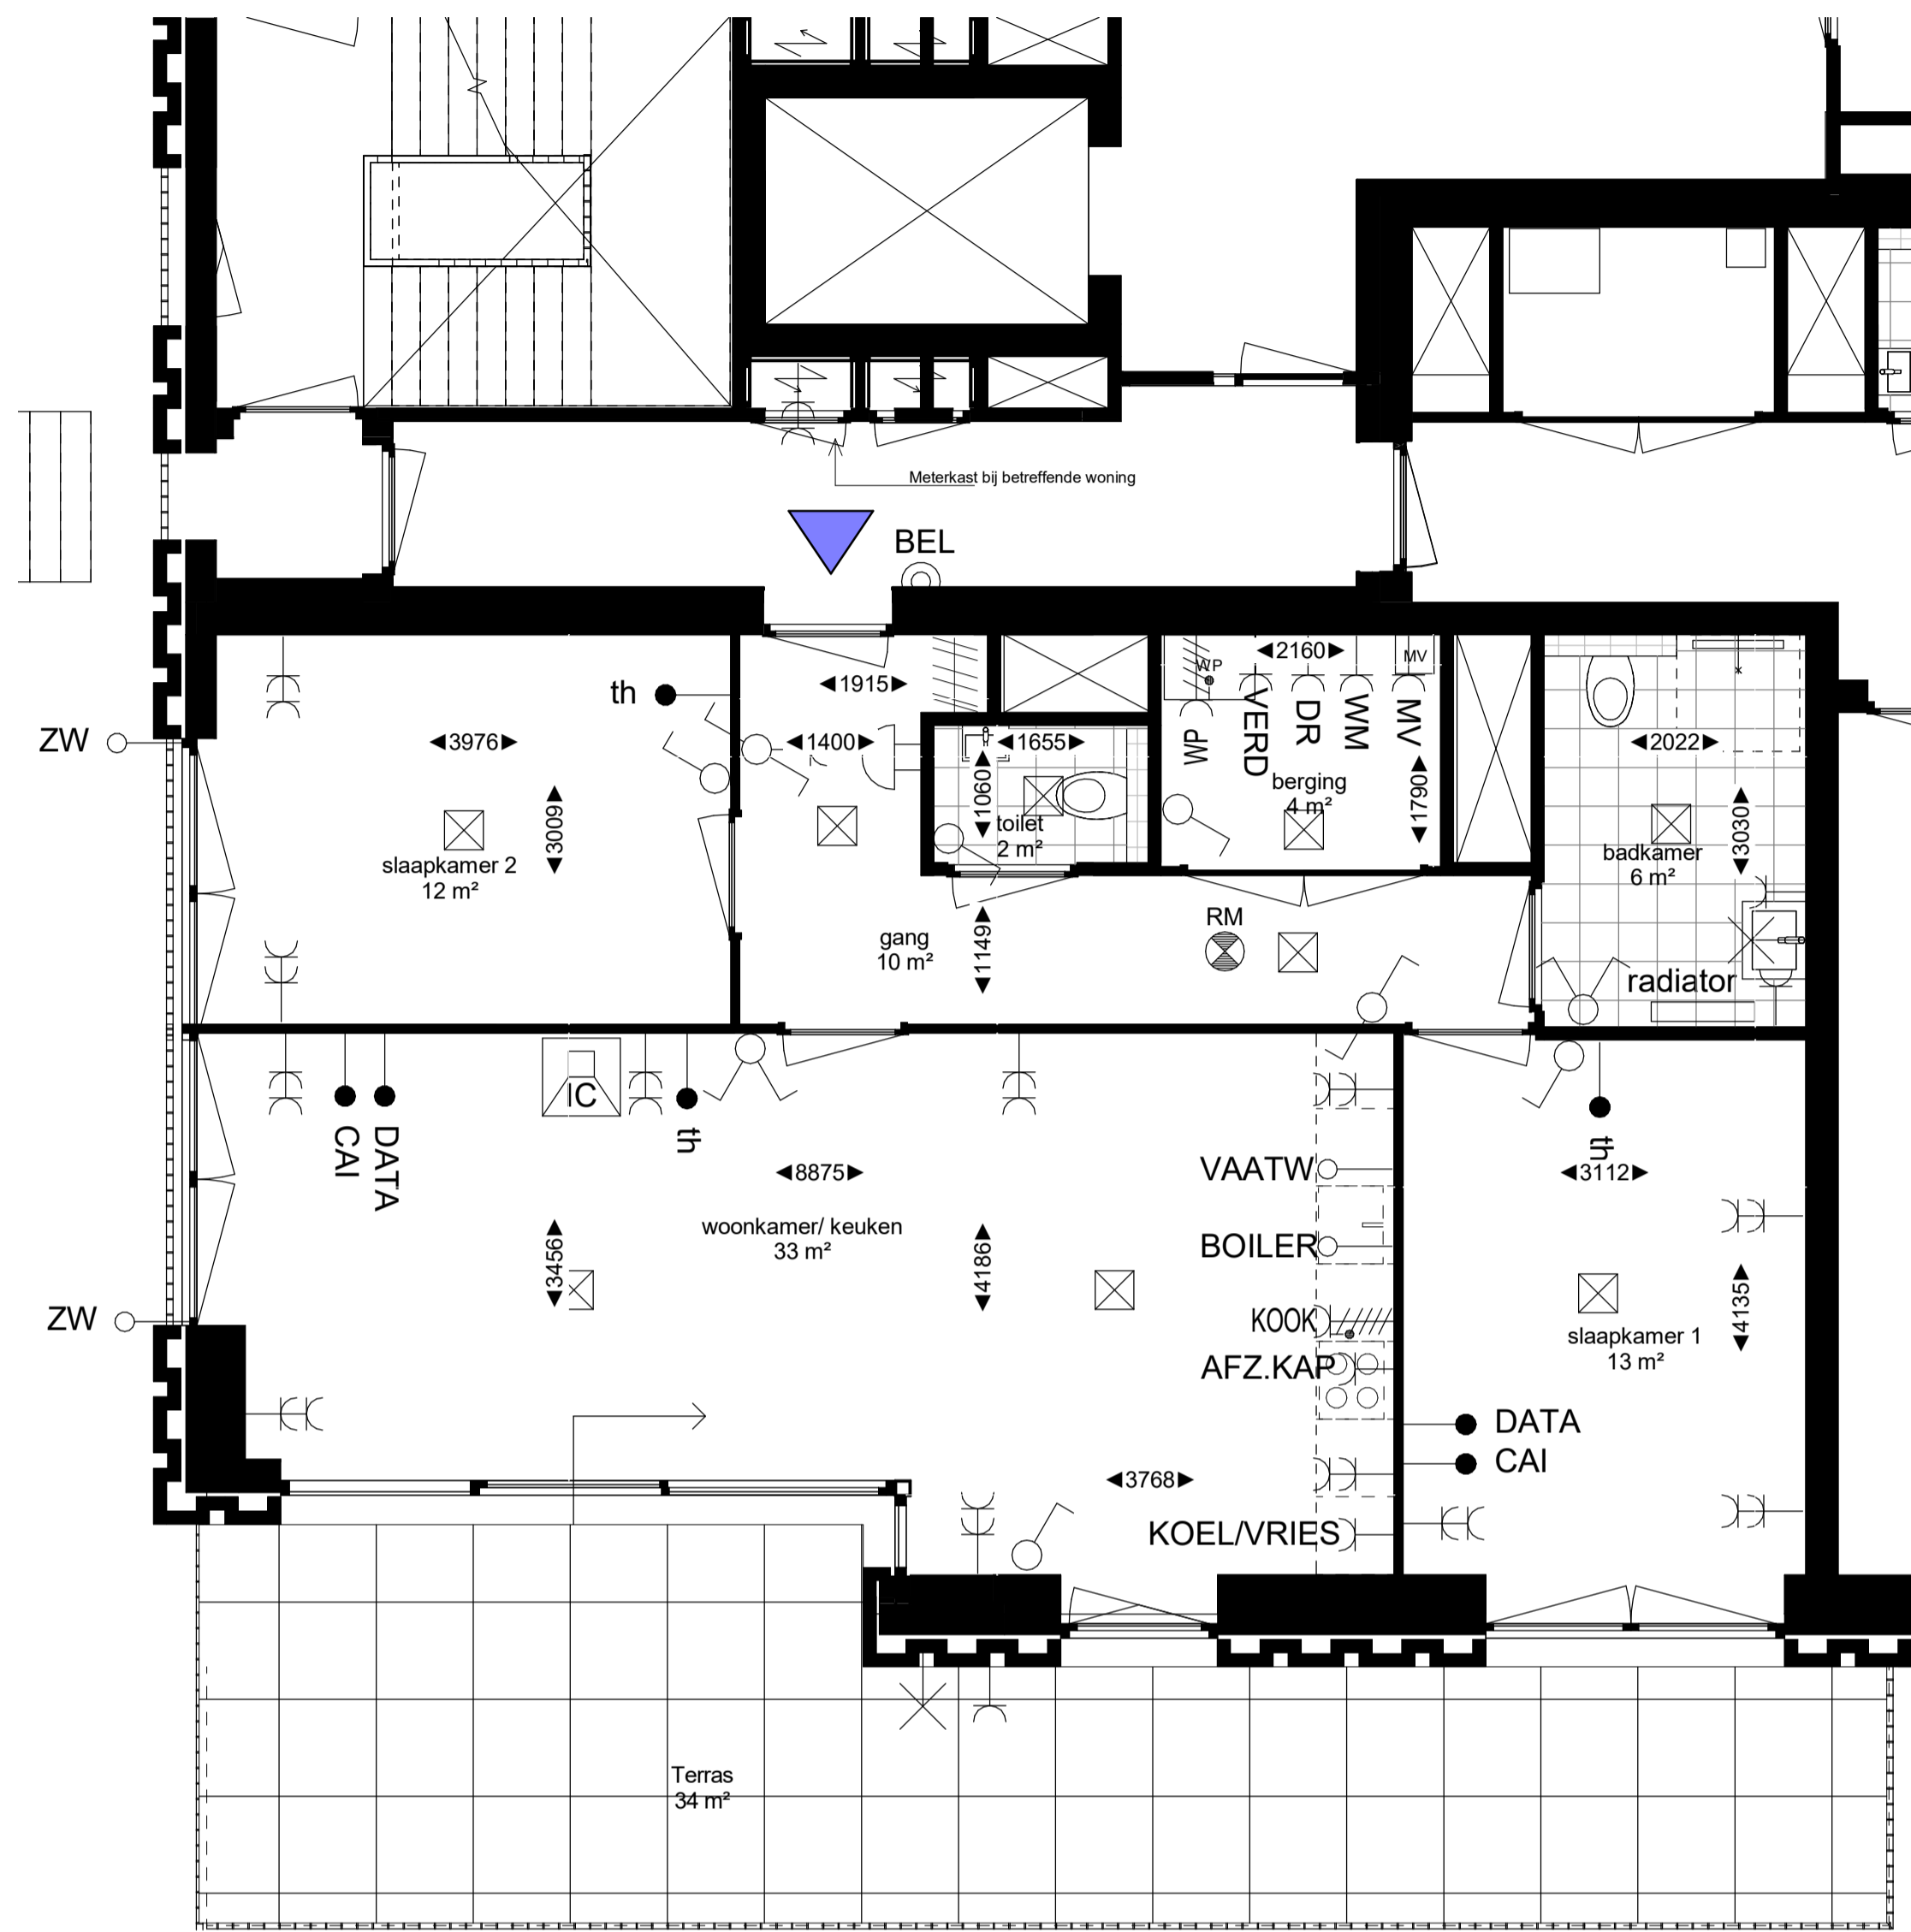 Meterkast bij betreffende woning
BEL
WP
2160
MV
th
1915
VERD
DR
WM
MV
WP
ZW
3976
1400
1655
2022
1060
berging
4 m²
1790
3009
toilet
2 m²
3030
slaapkamer 2
12 m²
badkamer
6 m²
RM
gang
10 m²
1149
radiator
IC
CAI
DATA
th
th
8875
VAATW
3112
woonkamer/ keuken
33 m²
3456
4186
BOILER
4135
ZW
KOOK
slaapkamer 1
13 m²
AFZ.KAP
DATA
CAI
3768
KOEL/VRIES
Terras
34 m²